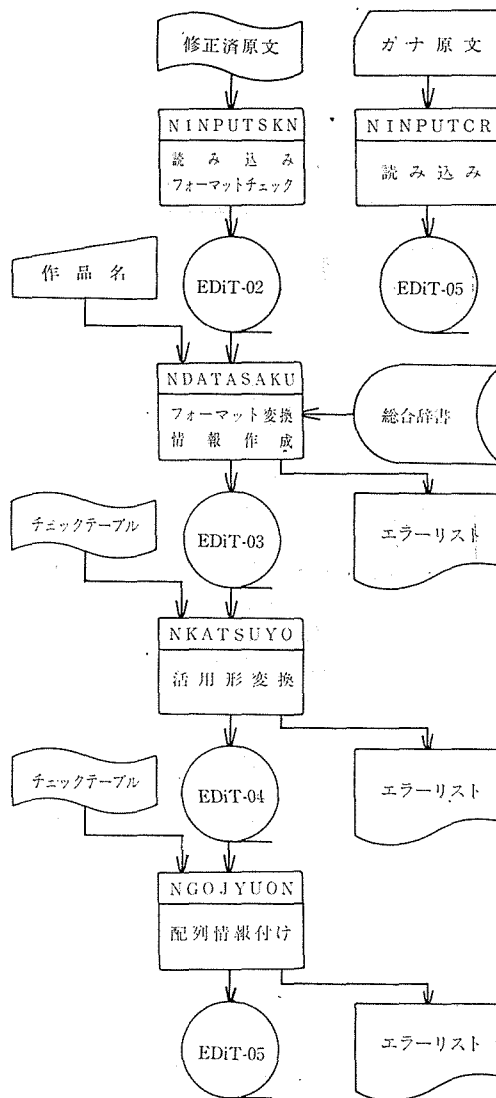 修正済原文
カナ原文
NINPUTSKN
読み込み
フォーマットチェック
NINPUTCR
読み込み
作品名
EDiT-02
EDiT-05
NDATASAKU
フォーマット変換
情報作成
総合辞書
チェックテーブル
EDiT-03
エラーリスト
NKATSUYO
活用形変換
チェックテーブル
EDiT-04
エラーリスト
NGOJYUON
配列情報付け
EDiT-05
エラーリスト